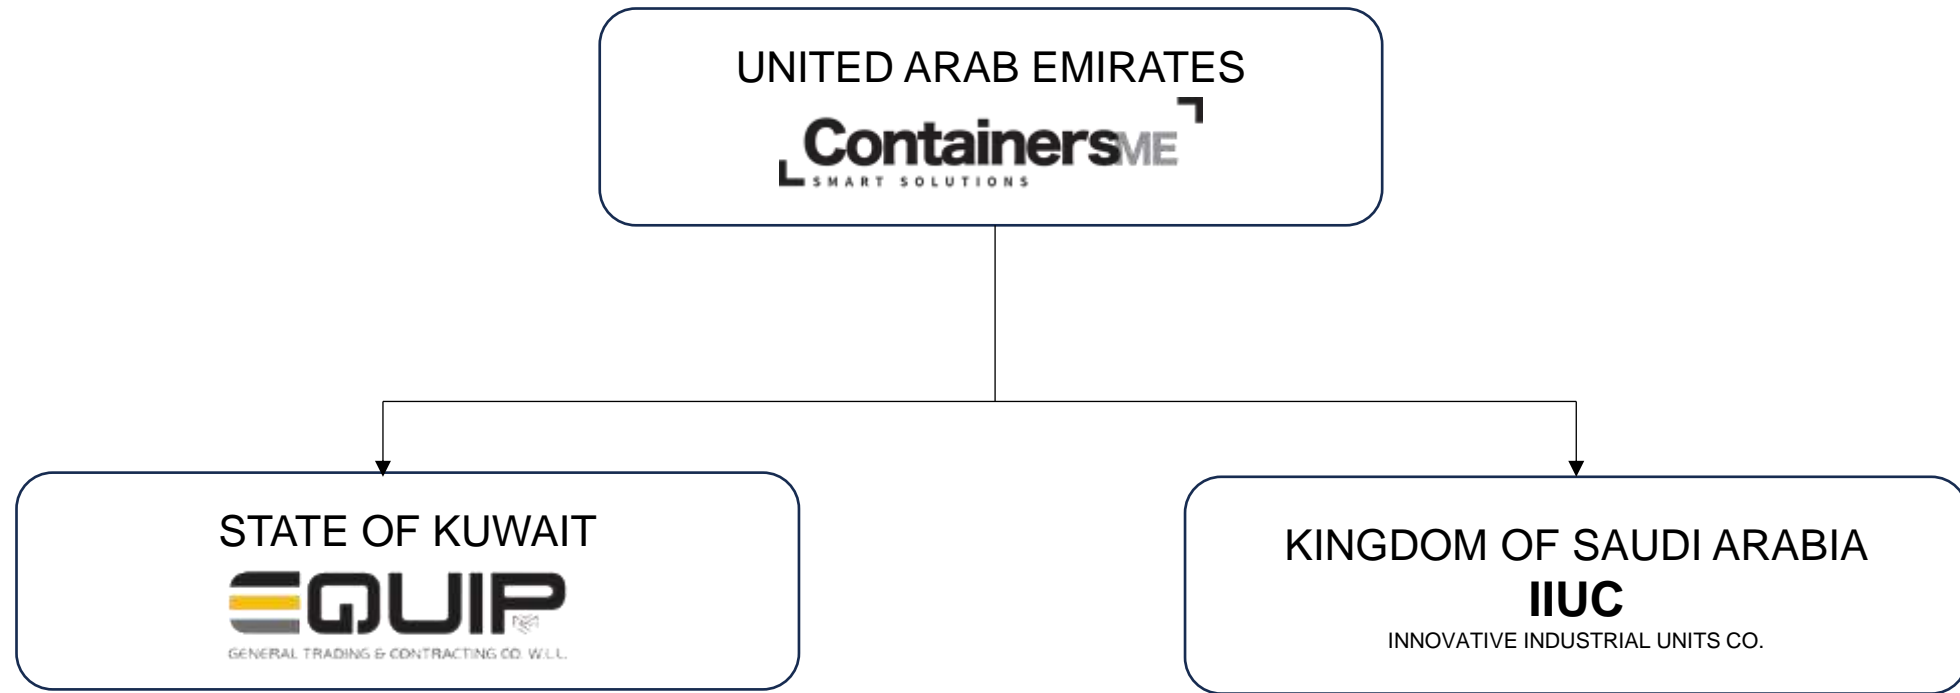 UNITED ARAB EMIRATES
ContainersME
SMART SOLUTIONS
STATE OF KUWAIT
EQUIP
GENERAL TRADING & CONTRACTING CO. W.L.L.
KINGDOM OF SAUDI ARABIA
IIUC
INNOVATIVE INDUSTRIAL UNITS CO.